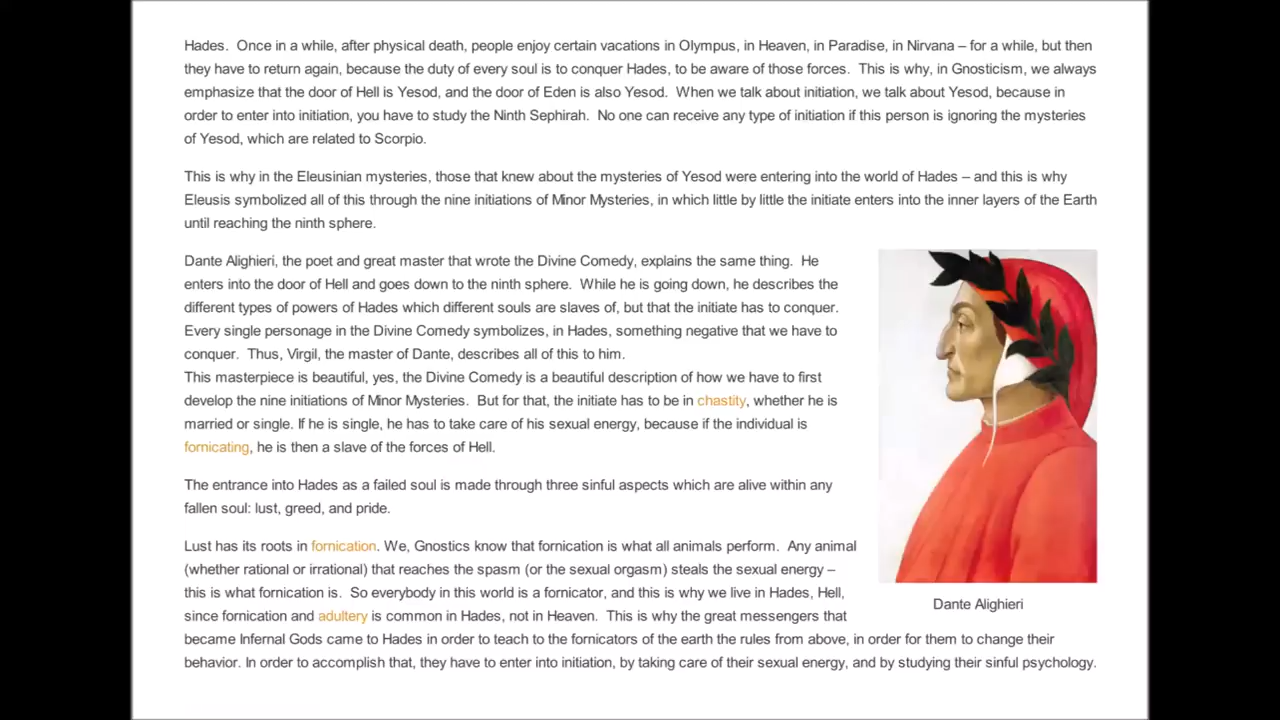 Hades.  Once in a while, after physical death, people enjoy certain vacations in Olympus, in Heaven, in Paradise, in Nirvana – for a while, but then
they have to return again, because the duty of every soul is to conquer Hades, to be aware of those forces.  This is why, in Gnosticism, we always
emphasize that the door of Hell is Yesod, and the door of Eden is also Yesod.  When we talk about initiation, we talk about Yesod, because in
order to enter into initiation, you have to study the Ninth Sephirah.  No one can receive any type of initiation if this person is ignoring the mysteries
of Yesod, which are related to Scorpio.
This is why in the Eleusinian mysteries, those that knew about the mysteries of Yesod were entering into the world of Hades – and this is why
Eleusis symbolized all of this through the nine initiations of Minor Mysteries, in which little by little the initiate enters into the inner layers of the Earth
until reaching the ninth sphere.
Dante Alighieri, the poet and great master that wrote the Divine Comedy, explains the same thing.  He
enters into the door of Hell and goes down to the ninth sphere.  While he is going down, he describes the
different types of powers of Hades which different souls are slaves of, but that the initiate has to conquer.
Every single personage in the Divine Comedy symbolizes, in Hades, something negative that we have to
conquer.  Thus, Virgil, the master of Dante, describes all of this to him.
This masterpiece is beautiful, yes, the Divine Comedy is a beautiful description of how we have to first
develop the nine initiations of Minor Mysteries.  But for that, the initiate has to be in chastity, whether he is
married or single. If he is single, he has to take care of his sexual energy, because if the individual is
fornicating, he is then a slave of the forces of Hell.
The entrance into Hades as a failed soul is made through three sinful aspects which are alive within any
fallen soul: lust, greed, and pride.
Lust has its roots in fornication. We, Gnostics know that fornication is what all animals perform.  Any animal
(whether rational or irrational) that reaches the spasm (or the sexual orgasm) steals the sexual energy –
this is what fornication is.  So everybody in this world is a fornicator, and this is why we live in Hades, Hell,
since fornication and adultery is common in Hades, not in Heaven.  This is why the great messengers that
became Infernal Gods came to Hades in order to teach to the fornicators of the earth the rules from above, in order for them to change their
behavior. In order to accomplish that, they have to enter into initiation, by taking care of their sexual energy, and by studying their sinful psychology.
Dante Alighieri